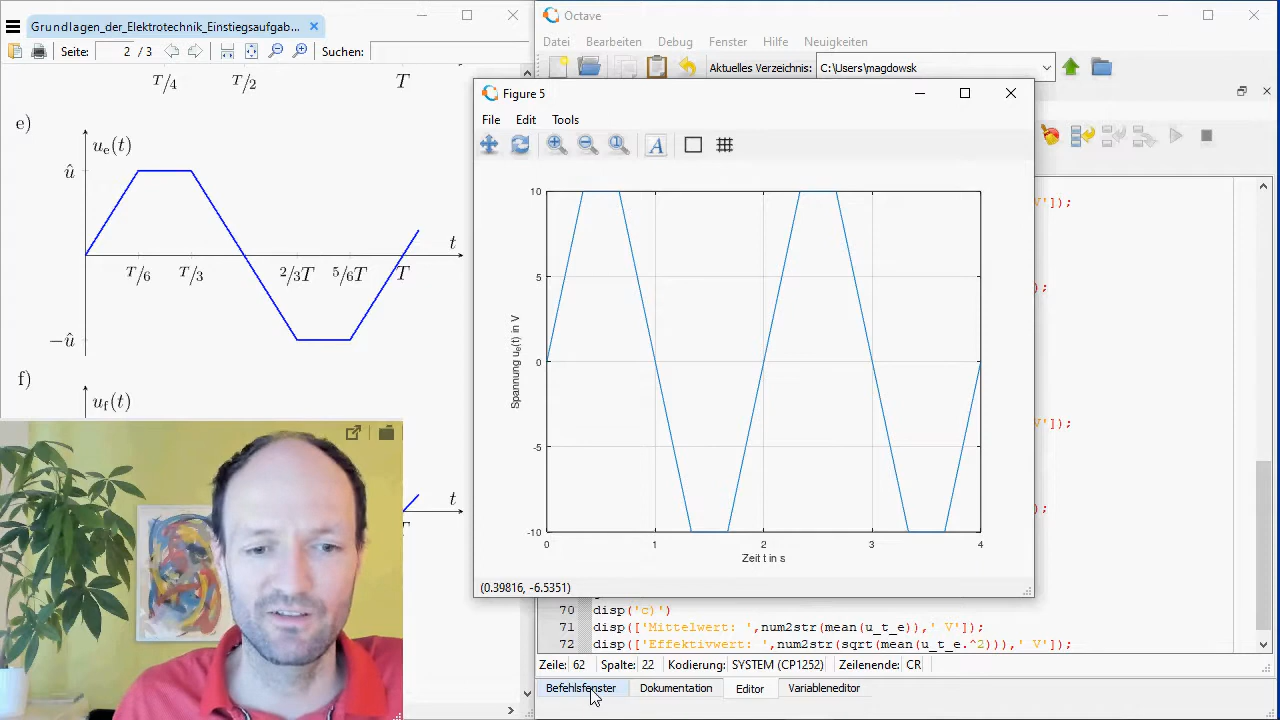 Grundlagen_der_Elektrotechnik_Einstiegsaufgab...
Seite: 2 / 3 Suchen:
T/4 T/2 T
e)
uₑ(t)
û
t
T/6 T/3 2/3T 5/6T T
−û
f)
u_f(t)
t
Octave
Datei Bearbeiten Debug Fenster Hilfe Neuigkeiten
Aktuelles Verzeichnis: C:\Users\magdowsk
Figure 5
File Edit Tools
A
V']);
);
V']);
);
10
5
0
-5
-10
0 1 2 3 4
Spannung uₑ(t) in V
Zeit t in s
(0.39816, -6.5351)
70 disp('c)')
71 disp(['Mittelwert: ',num2str(mean(u_t_e)),' V']);
72 disp(['Effektivwert: ',num2str(sqrt(mean(u_t_e.^2))),' V']);
Zeile: 62 Spalte: 22 Kodierung: SYSTEM (CP1252) Zeilenende: CR
Befehlsfenster Dokumentation Editor Variableneditor